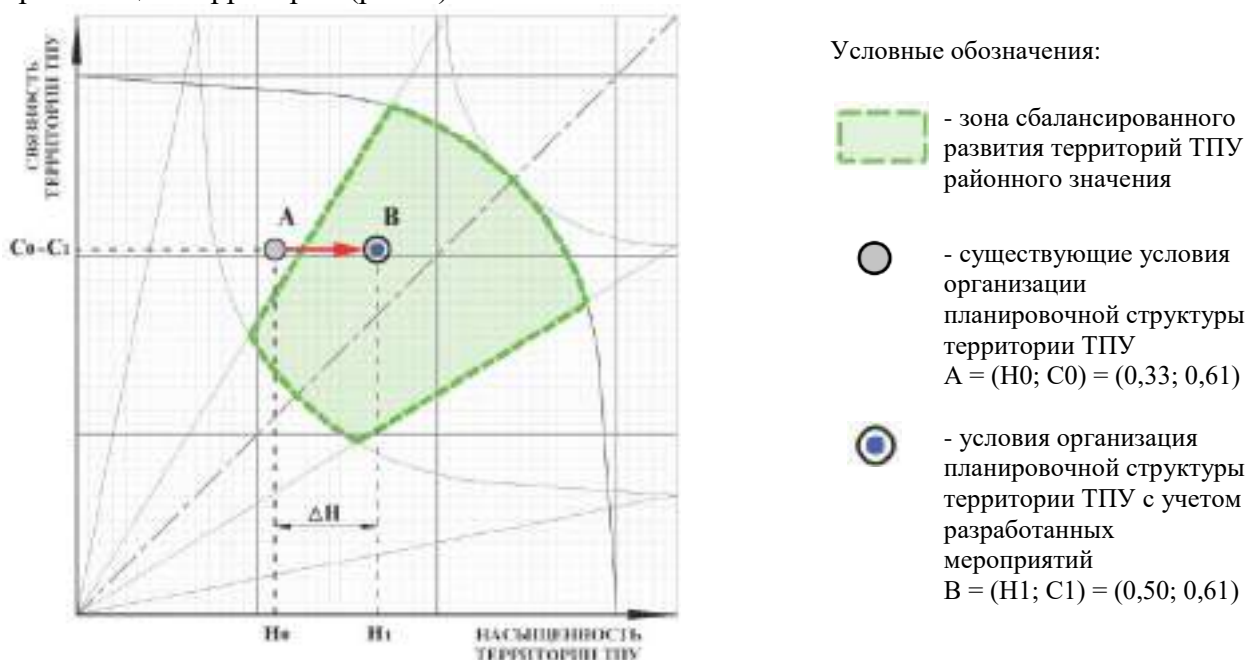 СВЯЗНОСТЬ
ТЕРРИТОРИИ ТПУ
C0=C1
A
B
△H
H0
H1
НАСЫЩЕННОСТЬ
ТЕРРИТОРИИ ТПУ
Условные обозначения:
- зона сбалансированного
развития территорий ТПУ
районного значения
- существующие условия
организации
планировочной структуры
территории ТПУ
A = (H0; C0) = (0,33; 0,61)
- условия организация
планировочной структуры
территории ТПУ с учетом
разработанных
мероприятий
B = (H1; C1) = (0,50; 0,61)